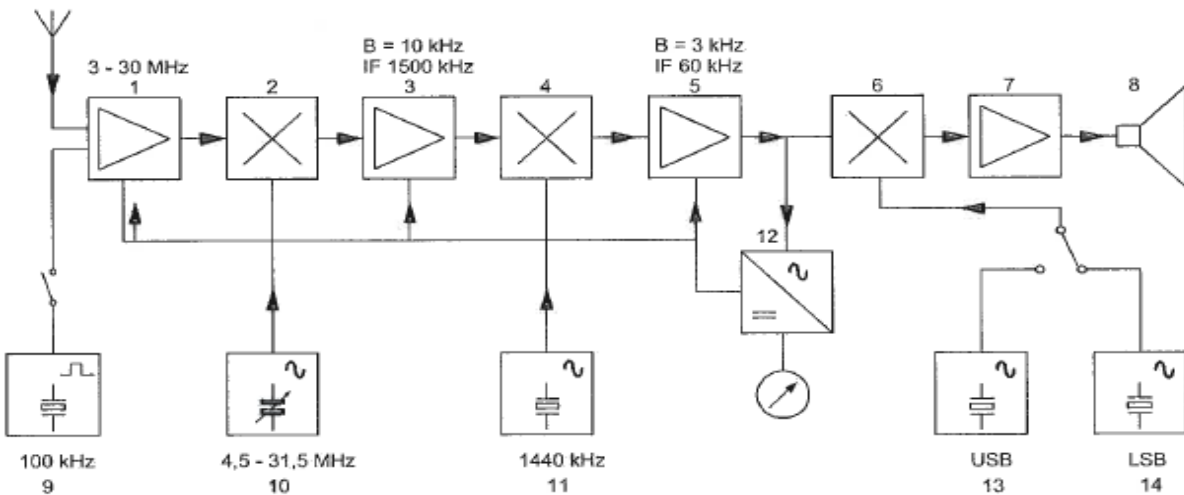 B = 10 kHz
B = 3 kHz
3 - 30 MHz
IF 1500 kHz
IF 60 kHz
1
2
3
4
5
6
7
8
12
100 kHz
4,5 - 31,5 MHz
1440 kHz
USB
LSB
9
10
11
13
14